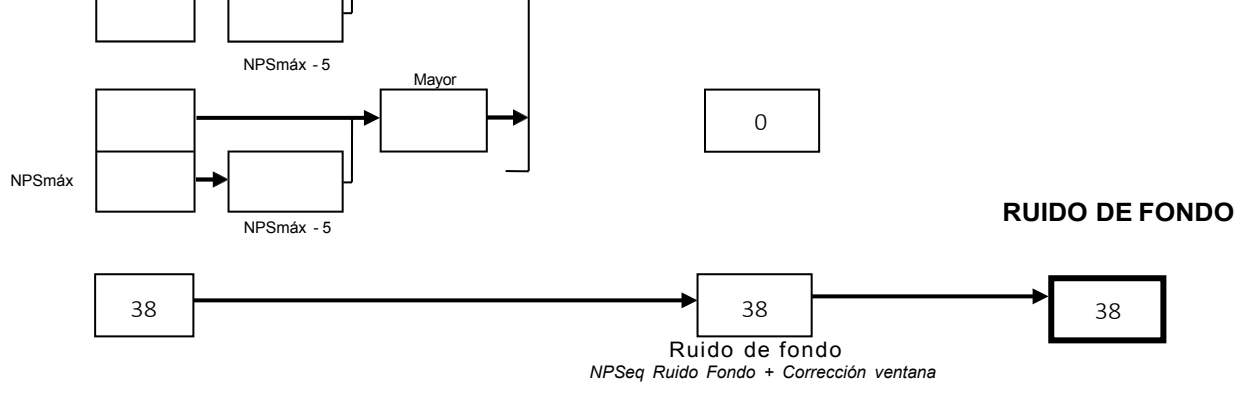 NPSmáx - 5
Mayor
0
NPSmáx
NPSmáx - 5
RUIDO DE FONDO
38
38
38
Ruido de fondo
NPSeq Ruido Fondo + Corrección ventana